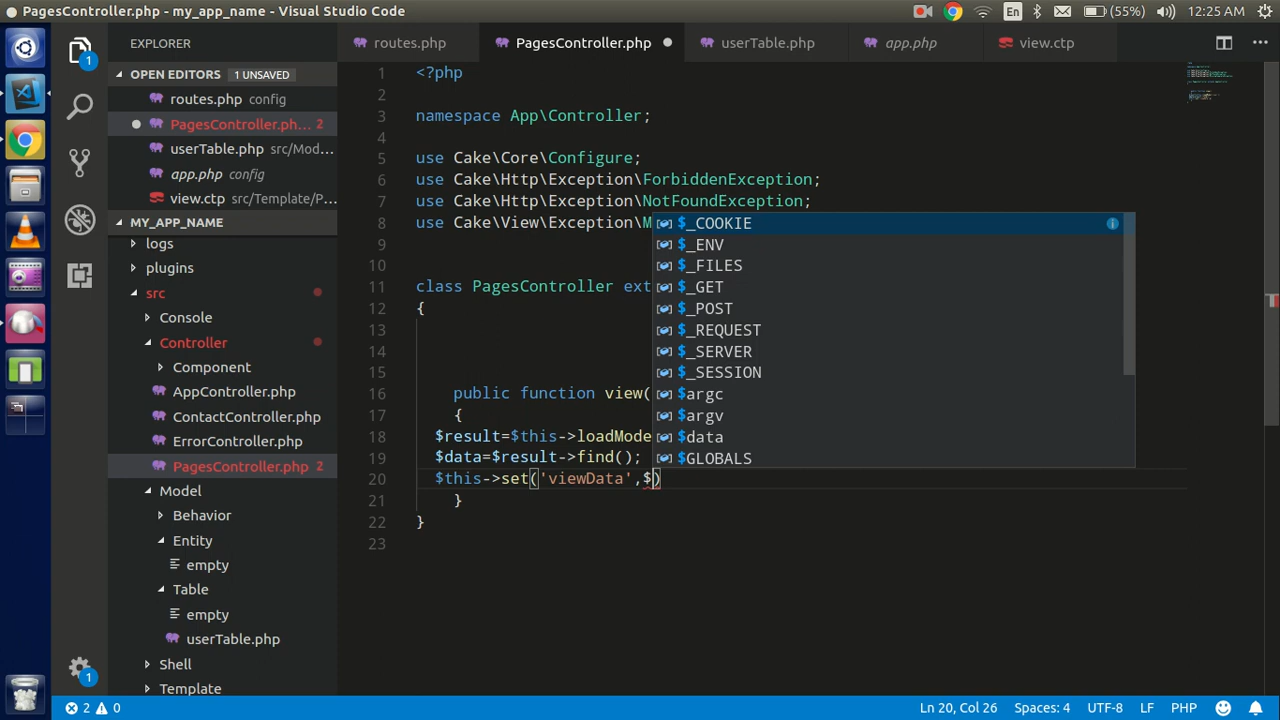 PagesController.php - my_app_name - Visual Studio Code
En
(55%)
12:25 AM
EXPLORER
routes.php
PagesController.php
userTable.php
app.php
view.ctp
OPEN EDITORS 1 UNSAVED
routes.php config
PagesController.ph... 2
userTable.php src/Mod...
app.php config
view.ctp src/Template/P...
MY_APP_NAME
logs
plugins
src
Console
Controller
Component
AppController.php
ContactController.php
ErrorController.php
PagesController.php 2
Model
Behavior
Entity
empty
Table
empty
userTable.php
Shell
Template
1
1
1 <?php
2
3 namespace App\Controller;
4
5 use Cake\Core\Configure;
6 use Cake\Http\Exception\ForbiddenException;
7 use Cake\Http\Exception\NotFoundException;
8 use Cake\View\Exception\M
9
10
11 class PagesController ext
12 {
13
14
15
16 public function view(
17 {
18 $result=$this->loadMode
19 $data=$result->find();
20 $this->set('viewData',$)
21 }
22 }
23
$_COOKIE
$_ENV
$_FILES
$_GET
$_POST
$_REQUEST
$_SERVER
$_SESSION
$argc
$argv
$data
$GLOBALS
2 0
Ln 20, Col 26
Spaces: 4
UTF-8
LF
PHP